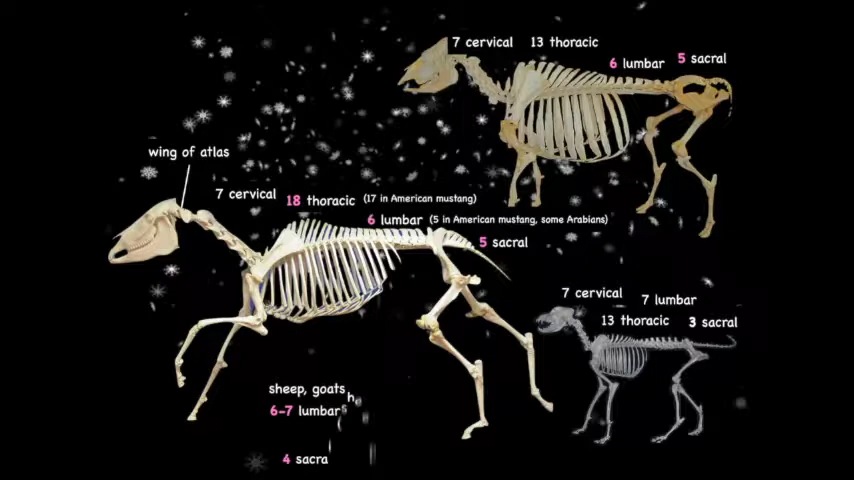 7 cervical 13 thoracic
6 lumbar 5 sacral
wing of atlas
7 cervical 18 thoracic (17 in American mustang)
6 lumbar (5 in American mustang, some Arabians)
5 sacral
7 cervical 7 lumbar
13 thoracic 3 sacral
sheep, goats
6-7 lumbar
4 sacra